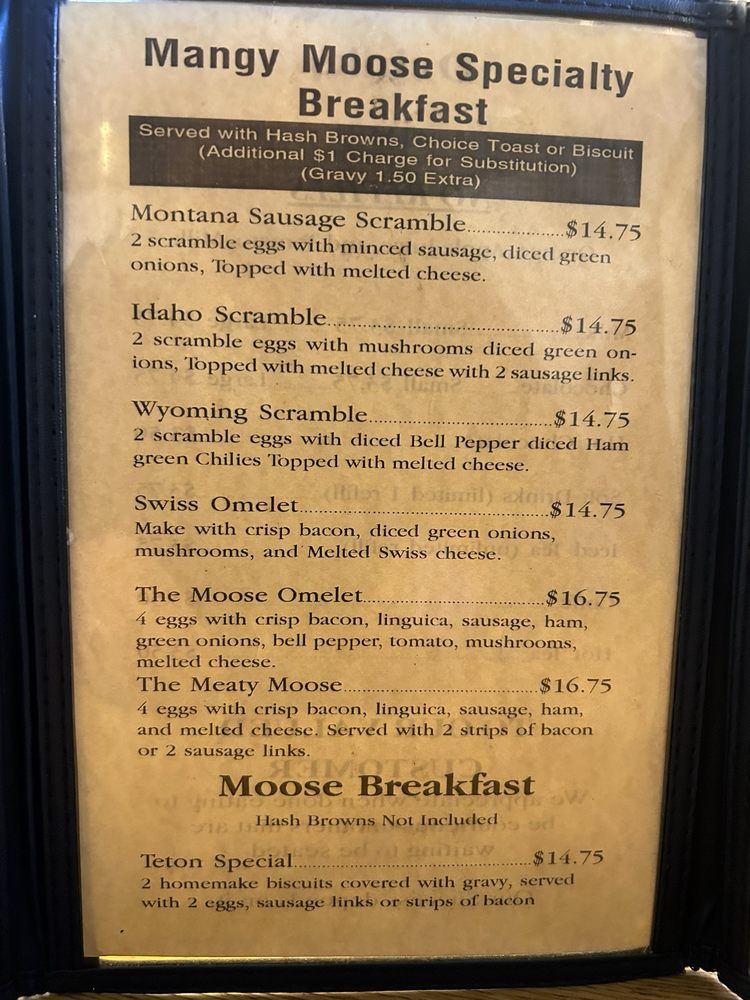 Mangy Moose Specialty
Breakfast
Served with Hash Browns, Choice Toast or Biscuit
(Additional $1 Charge for Substitution)
(Gravy 1.50 Extra)
Montana Sausage Scramble..................$14.75
2 scramble eggs with minced sausage, diced green
onions, Topped with melted cheese.
Idaho Scramble............................................$14.75
2 scramble eggs with mushrooms diced green on-
ions, Topped with melted cheese with 2 sausage links.
Wyoming Scramble...................................$14.75
2 scramble eggs with diced Bell Pepper diced Ham
green Chilies Topped with melted cheese.
Swiss Omelet................................................$14.75
Make with crisp bacon, diced green onions,
mushrooms, and Melted Swiss cheese.
The Moose Omelet...................................$16.75
4 eggs with crisp bacon, linguica, sausage, ham,
green onions, bell pepper, tomato, mushrooms,
melted cheese.
The Meaty Moose.....................................$16.75
4 eggs with crisp bacon, linguica, sausage, ham,
and melted cheese. Served with 2 strips of bacon
or 2 sausage links.
Moose Breakfast
Hash Browns Not Included
Teton Special.............................................$14.75
2 homemake biscuits covered with gravy, served
with 2 eggs, sausage links or strips of bacon